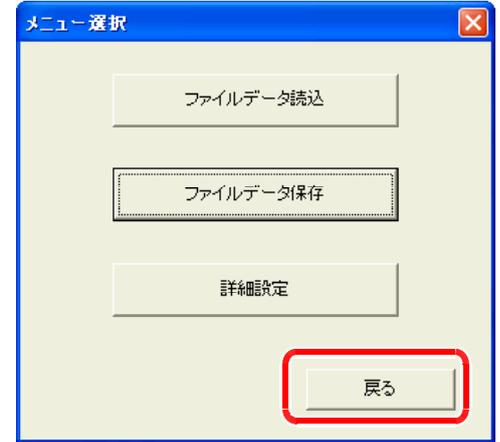 メニュー選択
ファイルデータ読込
ファイルデータ保存
詳細設定
戻る